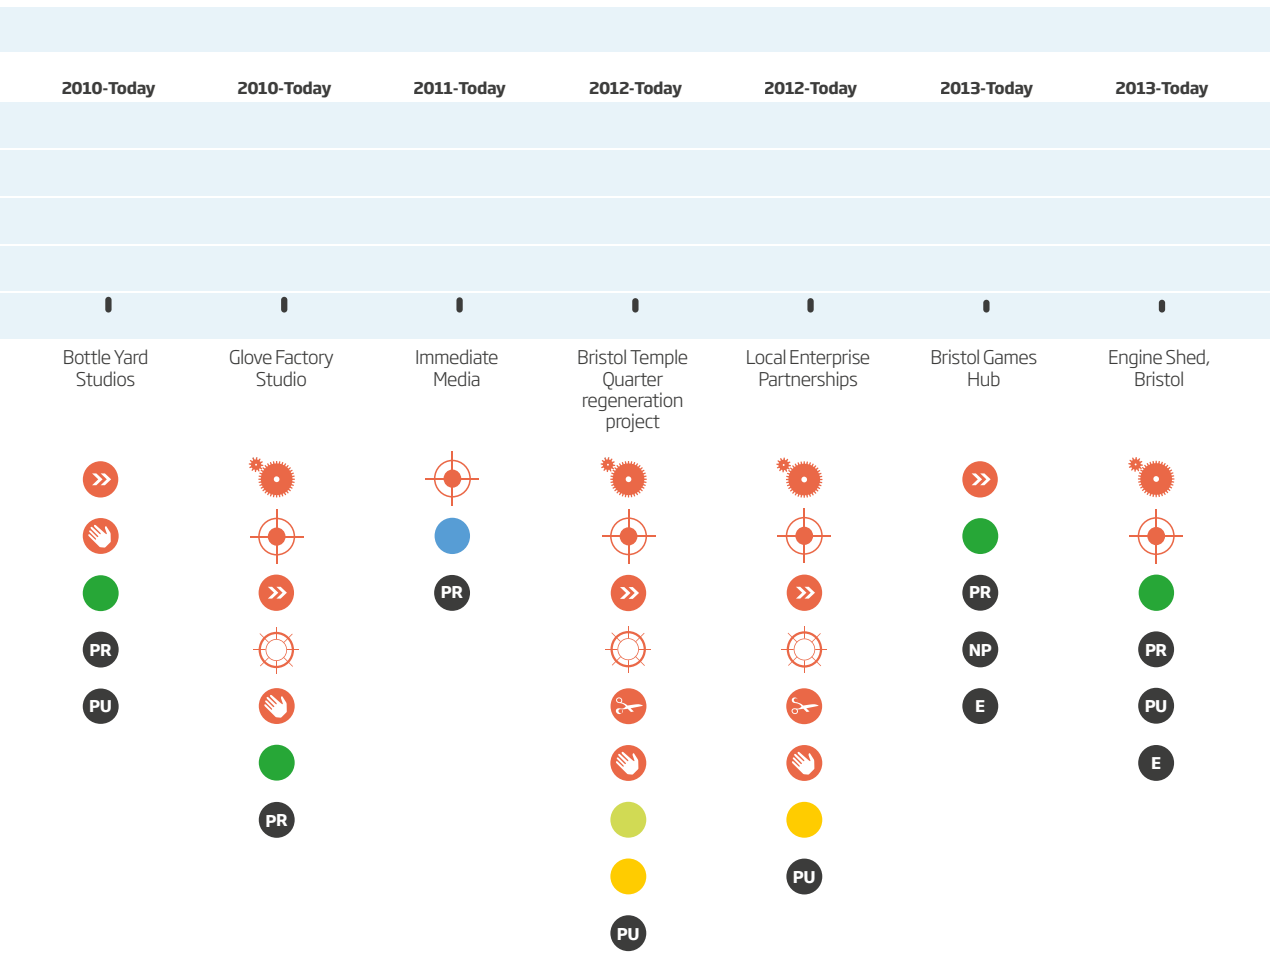 2010-Today 2010-Today 2011-Today 2012-Today 2012-Today 2013-Today 2013-Today
Bottle Yard
Studios
Glove Factory
Studio
Immediate
Media
Bristol Temple
Quarter
regeneration
project
Local Enterprise
Partnerships
Bristol Games
Hub
Engine Shed,
Bristol
PR
PU
PR
PR
PU
PU
PR
NP
E
PR
PU
E